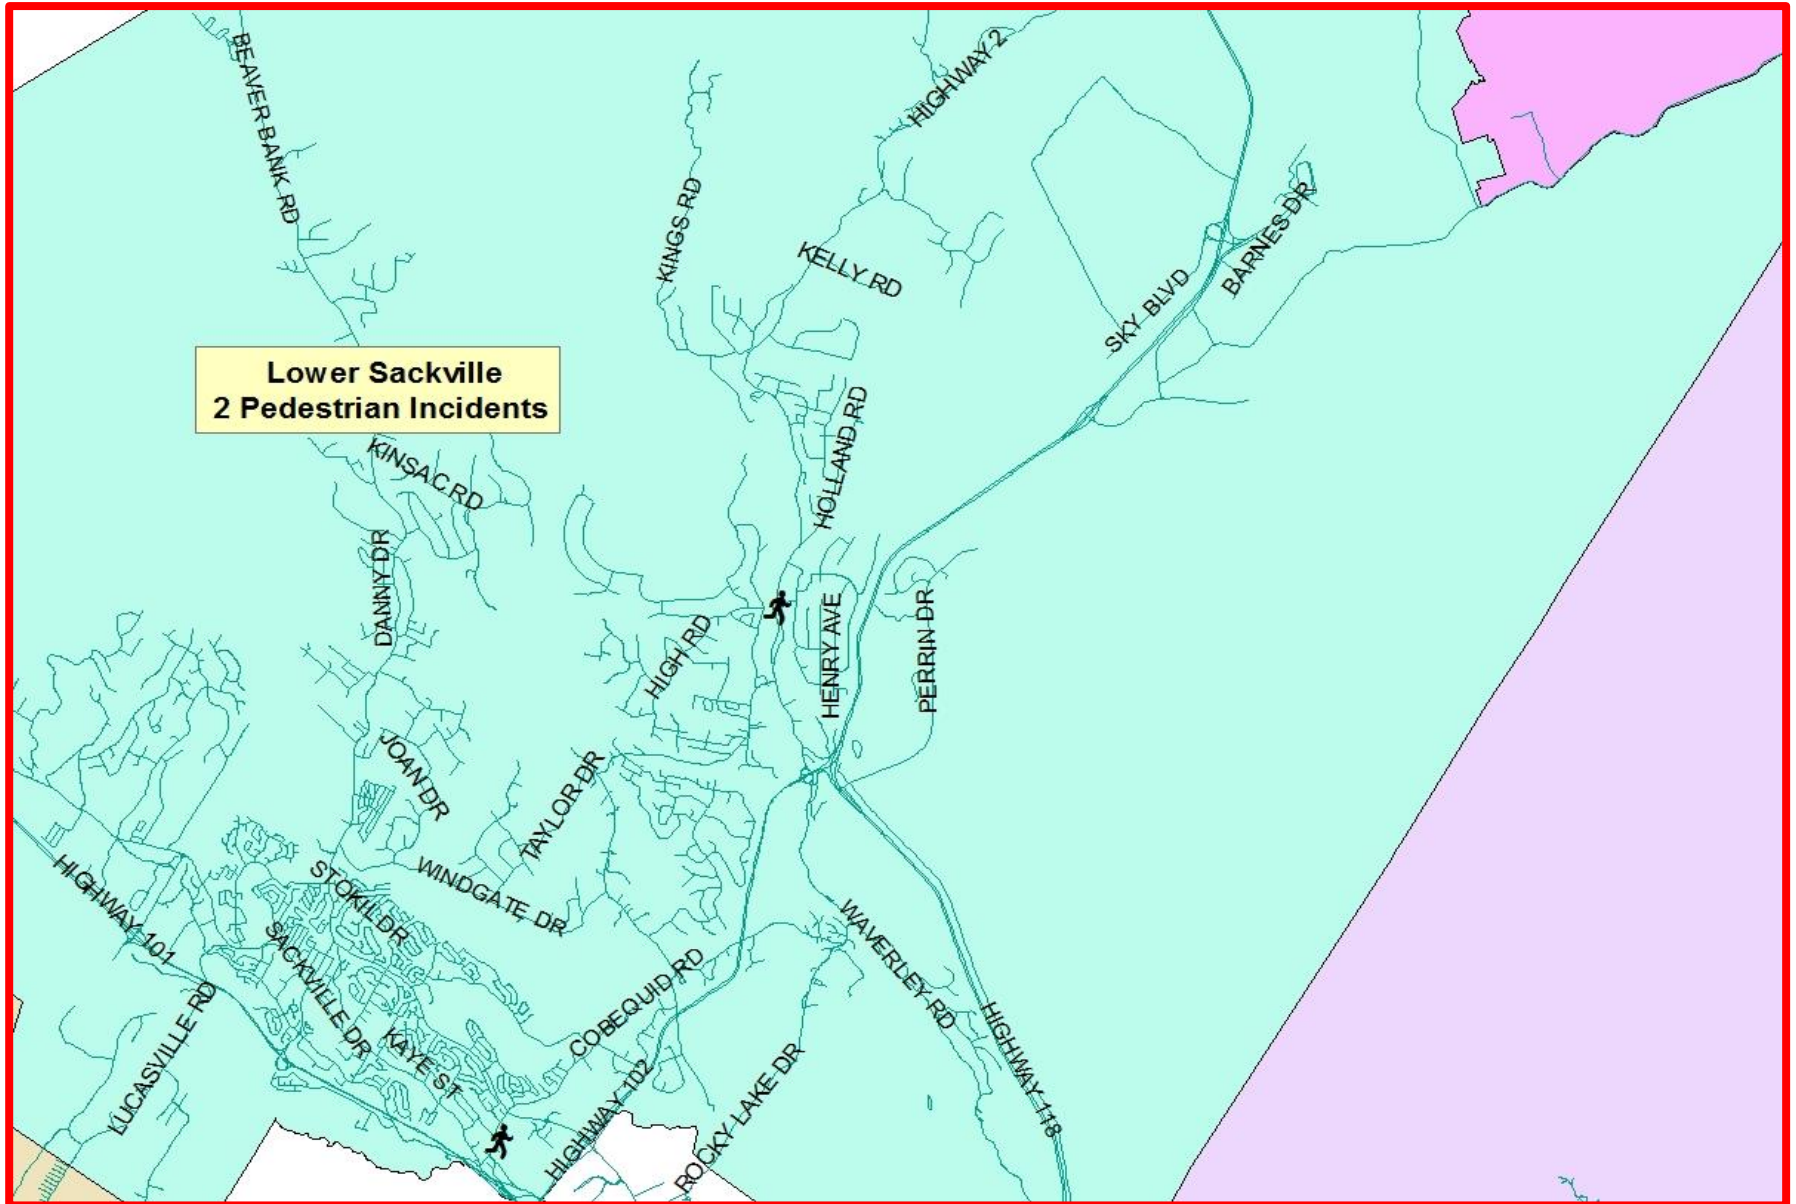 HIGHWAY 2
BEAVER BANK RD
KINGS RD
BARNES DR
KELLY RD
SKY BLVD
Lower Sackville
2 Pedestrian Incidents
HOLLAND RD
KINSAC RD
DANNY DR
HENRY AVE
PERRIN DR
HIGH RD
JOAN DR
TAYLOR DR
HIGHWAY 101
STOKIL DR
WINDGATE DR
SACKVILLE DR
WAVERLEY RD
COBEQUID RD
LUCASVILLE RD
KAYE ST
HIGHWAY 118
HIGHWAY 102
ROCKY LAKE DR